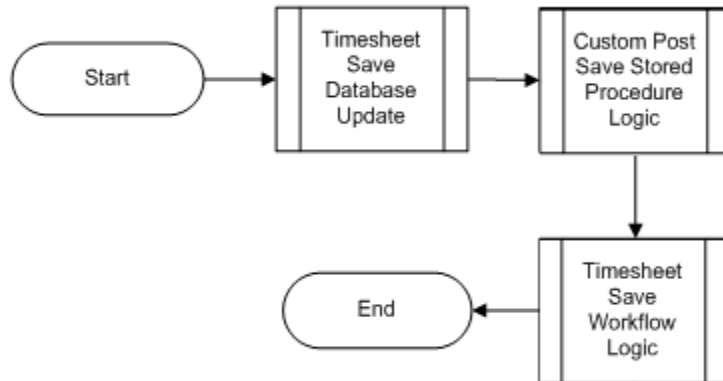 Start
Timesheet
Save
Database
Update
Custom Post
Save Stored
Procedure
Logic
Timesheet
Save
Workflow
Logic
End